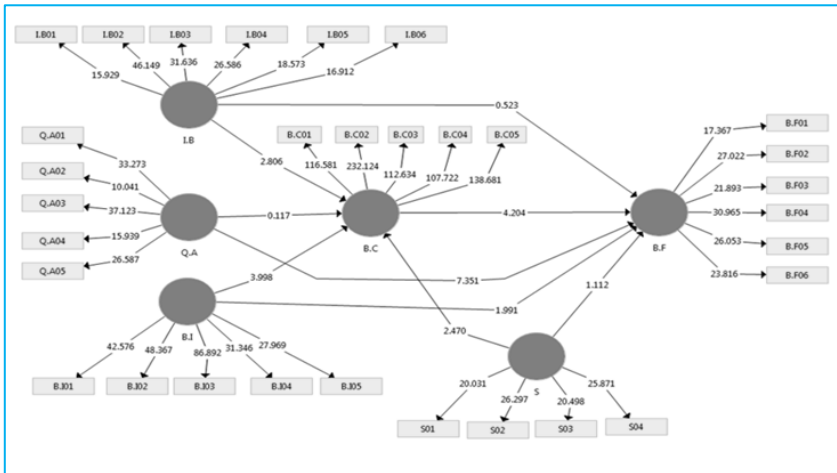 I.B01 I.B02 I.B03 I.B04 I.B05 I.B06
15.929 46.149 31.636 26.586 18.573 16.912
I.B
0.523
2.806
B.C01 B.C02 B.C03 B.C04 B.C05
116.581 232.124 112.634 107.722 138.681
B.C
4.204
Q.A01
Q.A02
Q.A03
Q.A04
Q.A05
33.273
10.041
37.123
15.939
26.587
Q.A
0.117
7.351
3.998
1.991
B.I
42.576 48.367 86.892 31.346 27.969
B.I01 B.I02 B.I03 B.I04 B.I05
2.470
1.112
S
20.031 26.297 20.498 25.871
S01 S02 S03 S04
B.F
17.367
27.022
21.893
30.965
26.053
23.816
B.F01
B.F02
B.F03
B.F04
B.F05
B.F06